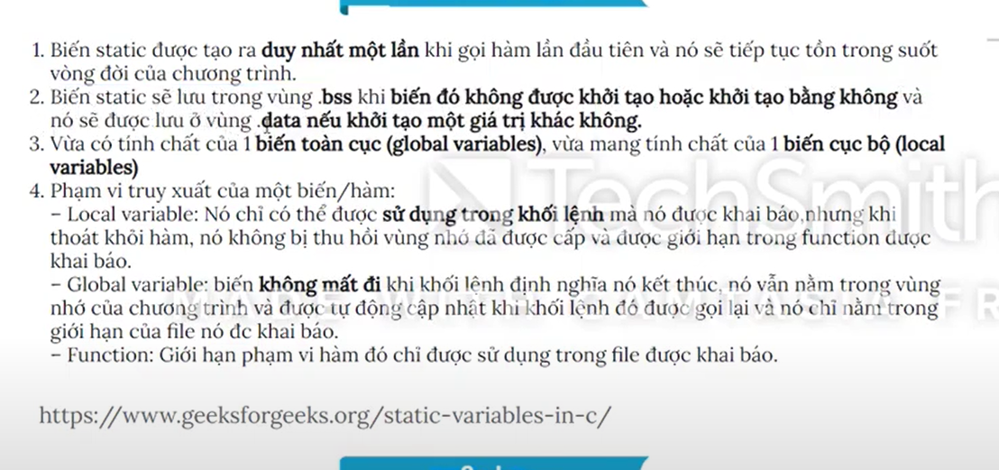 1. Biến static được tạo ra duy nhất một lần khi gọi hàm lần đầu tiên và nó sẽ tiếp tục tồn trong suốt
vòng đời của chương trình.
2. Biến static sẽ lưu trong vùng .bss khi biến đó không được khởi tạo hoặc khởi tạo bằng không và
nó sẽ được lưu ở vùng .data nếu khởi tạo một giá trị khác không.
3. Vừa có tính chất của 1 biến toàn cục (global variables), vừa mang tính chất của 1 biến cục bộ (local
variables)
TechSmith
4. Phạm vi truy xuất của một biến/hàm:
– Local variable: Nó chỉ có thể được sử dụng trong khối lệnh mà nó được khai báo,nhưng khi
thoát khỏi hàm, nó không bị thu hồi vùng nhớ đã được cấp và được giới hạn trong function được
khai báo.
– Global variable: biến không mất đi khi khối lệnh định nghĩa nó kết thúc, nó vẫn nằm trong vùng
nhớ của chương trình và được tự động cập nhật khi khối lệnh đó được gọi lại và nó chỉ nằm trong
MADE WITH CAMTASIA FR
giới hạn của file nó đc khai báo.
– Function: Giới hạn phạm vi hàm đó chỉ được sử dụng trong file được khai báo.
https://www.geeksforgeeks.org/static-variables-in-c/